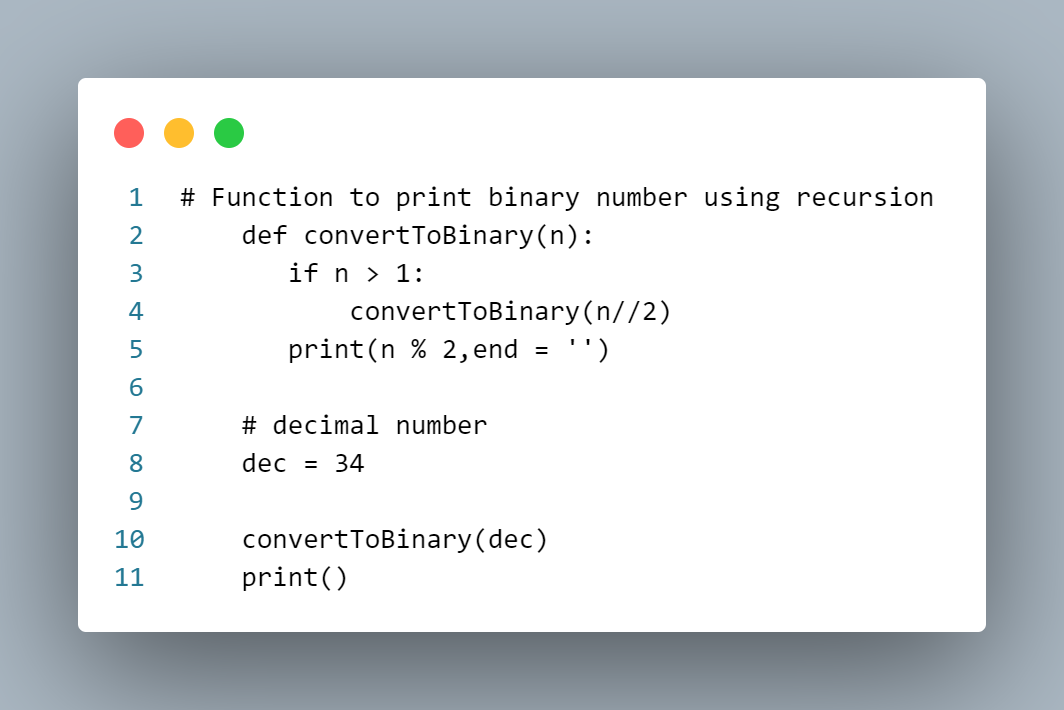 1 # Function to print binary number using recursion
2     def convertToBinary(n):
3        if n > 1:
4            convertToBinary(n//2)
5        print(n % 2,end = '')
6
7     # decimal number
8     dec = 34
9
10     convertToBinary(dec)
11     print()